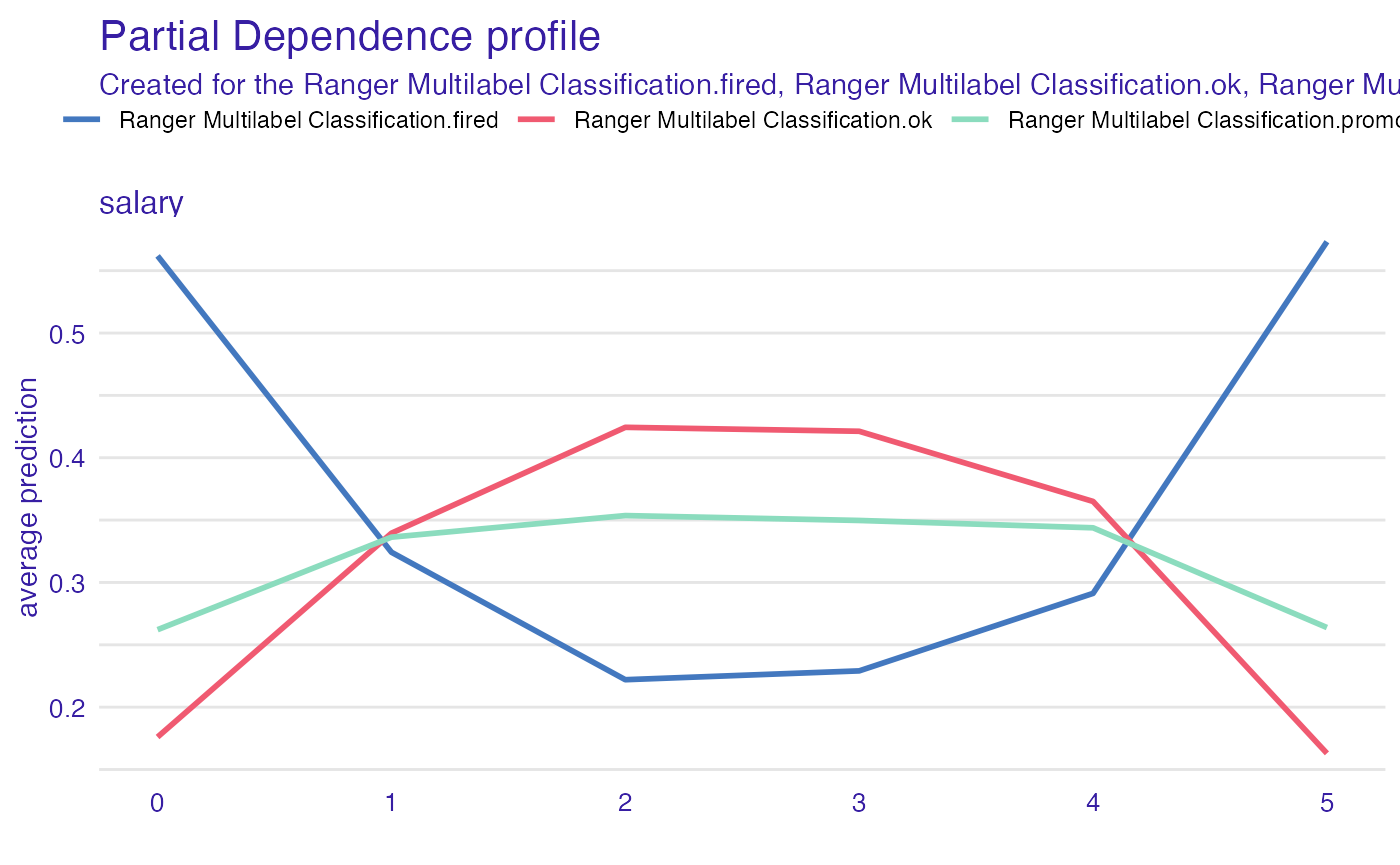 Partial Dependence profile
Created for the Ranger Multilabel Classification.fired, Ranger Multilabel Classification.ok, Ranger Mu
Ranger Multilabel Classification.fired Ranger Multilabel Classification.ok Ranger Multilabel Classification.promo
salary
0.5
0.4
0.3
0.2
average prediction
0 1 2 3 4 5